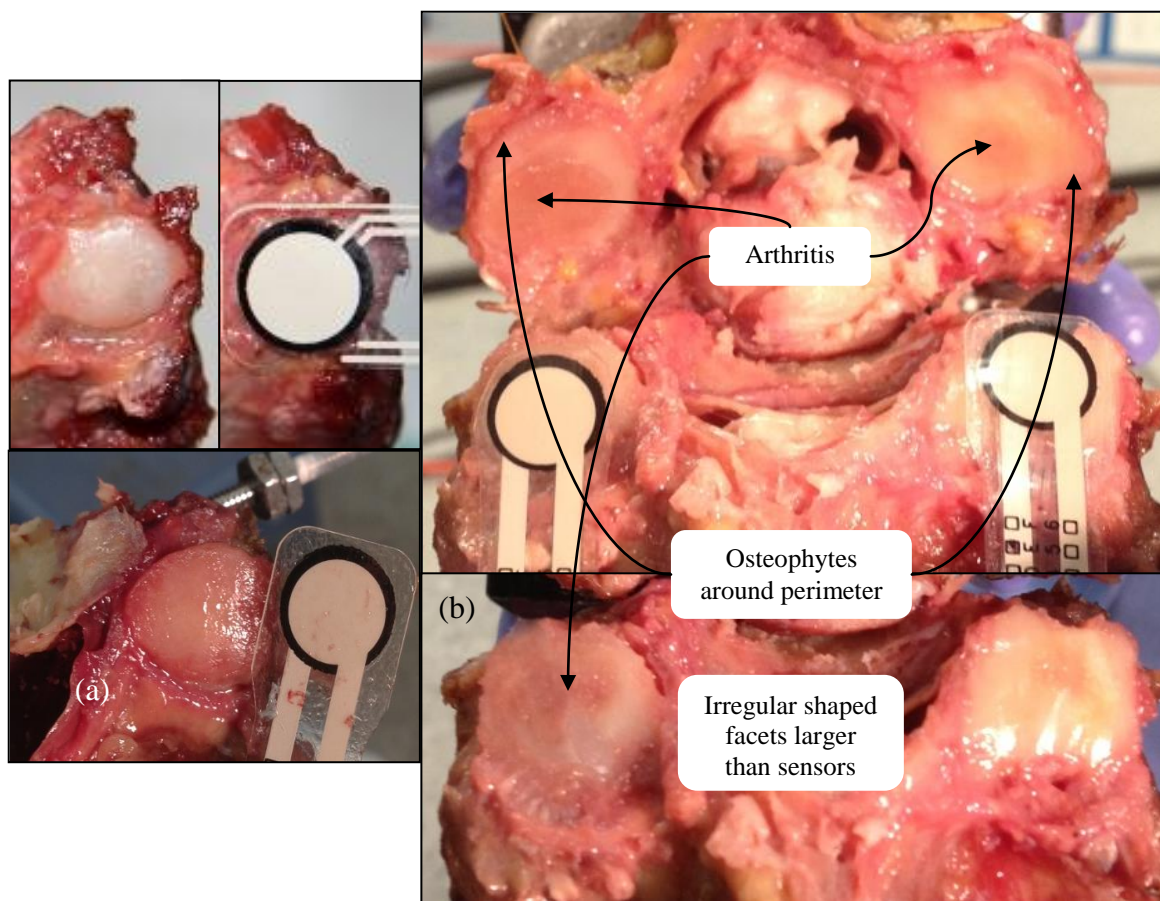 Arthritis
Osteophytes
around perimeter
(a)
(b)
Irregular shaped
facets larger
than sensors